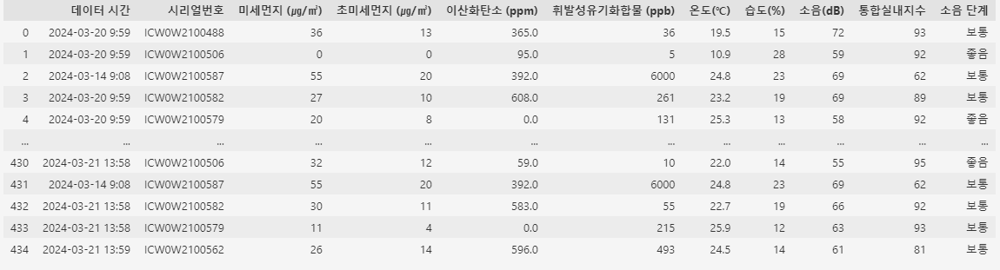 데이터 시간 시리얼번호 미세먼지 (㎍/㎥) 초미세먼지 (㎍/㎥) 이산화탄소 (ppm) 휘발성유기화합물 (ppb) 온도(℃) 습도(%) 소음(dB) 통합실내지수 소음 단계
0 2024-03-20 9:59 ICW0W2100488 36 13 365.0 36 19.5 15 72 93 보통
1 2024-03-20 9:59 ICW0W2100506 0 0 95.0 5 10.9 28 59 92 좋음
2 2024-03-14 9:08 ICW0W2100587 55 20 392.0 6000 24.8 23 69 62 보통
3 2024-03-20 9:59 ICW0W2100582 27 10 608.0 261 23.2 19 69 89 보통
4 2024-03-20 9:59 ICW0W2100579 20 8 0.0 131 25.3 13 58 92 좋음
... ... ... ... ... ... ... ... ... ... ... ...
430 2024-03-21 13:58 ICW0W2100506 32 12 59.0 10 22.0 14 55 95 좋음
431 2024-03-14 9:08 ICW0W2100587 55 20 392.0 6000 24.8 23 69 62 보통
432 2024-03-21 13:58 ICW0W2100582 30 11 583.0 55 22.7 19 66 92 보통
433 2024-03-21 13:58 ICW0W2100579 11 4 0.0 215 25.9 12 63 93 보통
434 2024-03-21 13:59 ICW0W2100562 26 14 596.0 493 24.5 14 61 81 보통